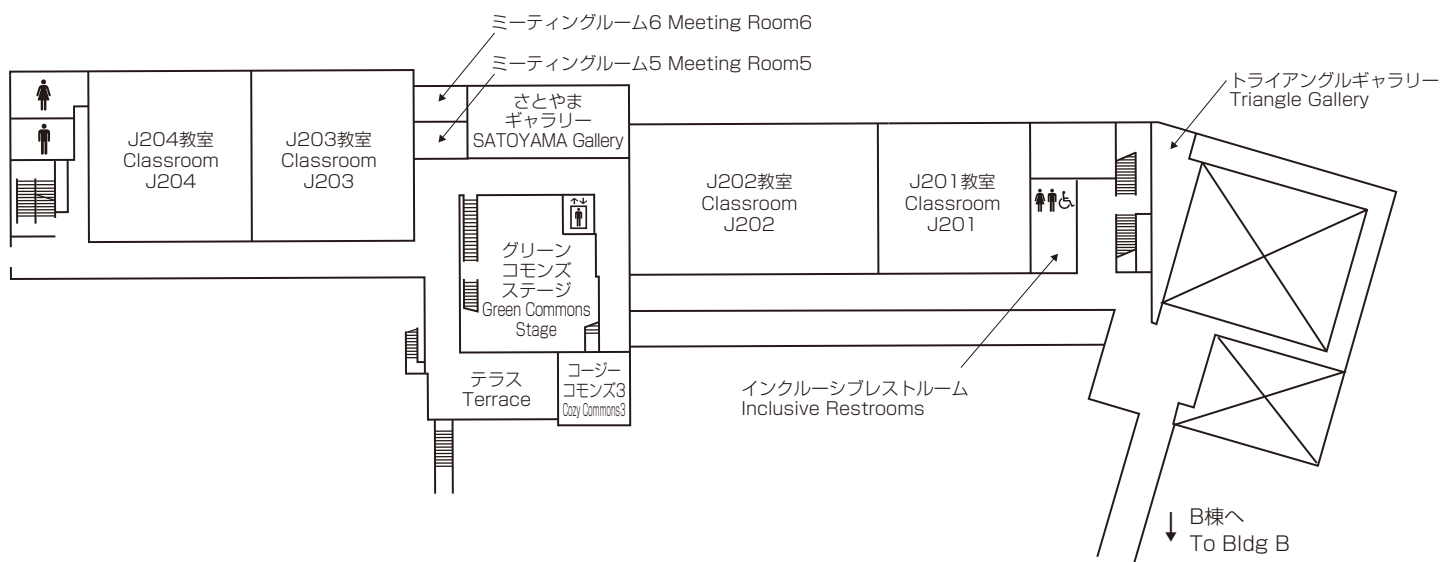 ミーティングルーム6 Meeting Room6
ミーティングルーム5 Meeting Room5
トライアングルギャラリー
Triangle Gallery
さとやま
ギャラリー
SATOYAMA Gallery
J204教室
Classroom
J204
J203教室
Classroom
J203
J202教室
Classroom
J202
J201教室
Classroom
J201
グリーン
コモンズ
ステージ
Green Commons
Stage
テラス
Terrace
コージー
コモンズ3
Cozy Commons3
インクルーシブレストルーム
Inclusive Restrooms
B棟へ
To Bldg B